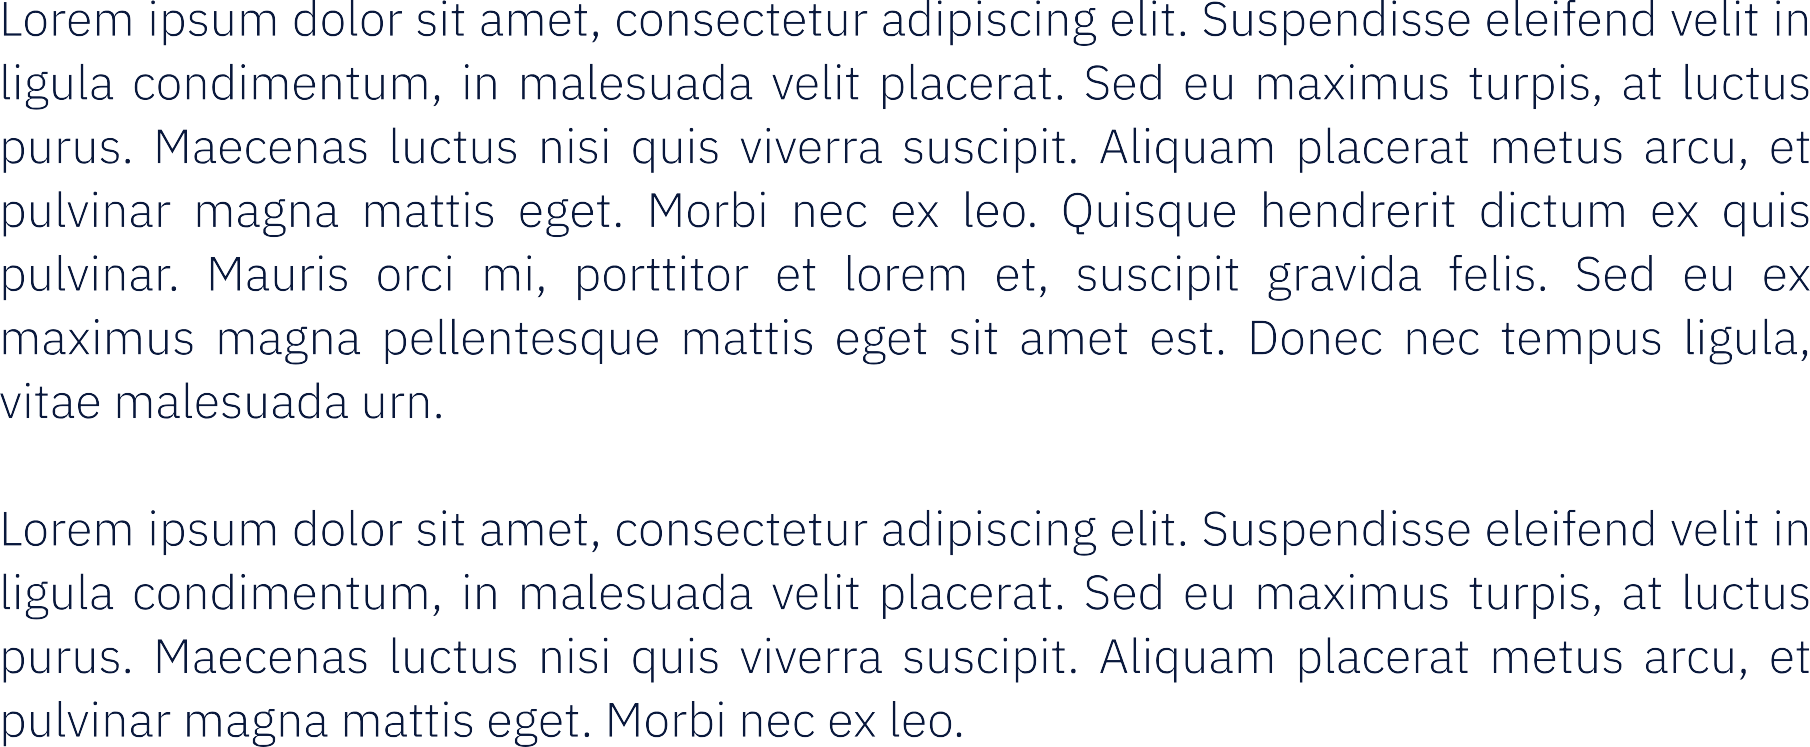 Lorem ipsum dolor sit amet, consectetur adipiscing elit. Suspendisse eleifend velit in
ligula condimentum, in malesuada velit placerat. Sed eu maximus turpis, at luctus
purus. Maecenas luctus nisi quis viverra suscipit. Aliquam placerat metus arcu, et
pulvinar magna mattis eget. Morbi nec ex leo. Quisque hendrerit dictum ex quis
pulvinar. Mauris orci mi, porttitor et lorem et, suscipit gravida felis. Sed eu ex
maximus magna pellentesque mattis eget sit amet est. Donec nec tempus ligula,
vitae malesuada urn.
Lorem ipsum dolor sit amet, consectetur adipiscing elit. Suspendisse eleifend velit in
ligula condimentum, in malesuada velit placerat. Sed eu maximus turpis, at luctus
purus. Maecenas luctus nisi quis viverra suscipit. Aliquam placerat metus arcu, et
pulvinar magna mattis eget. Morbi nec ex leo.